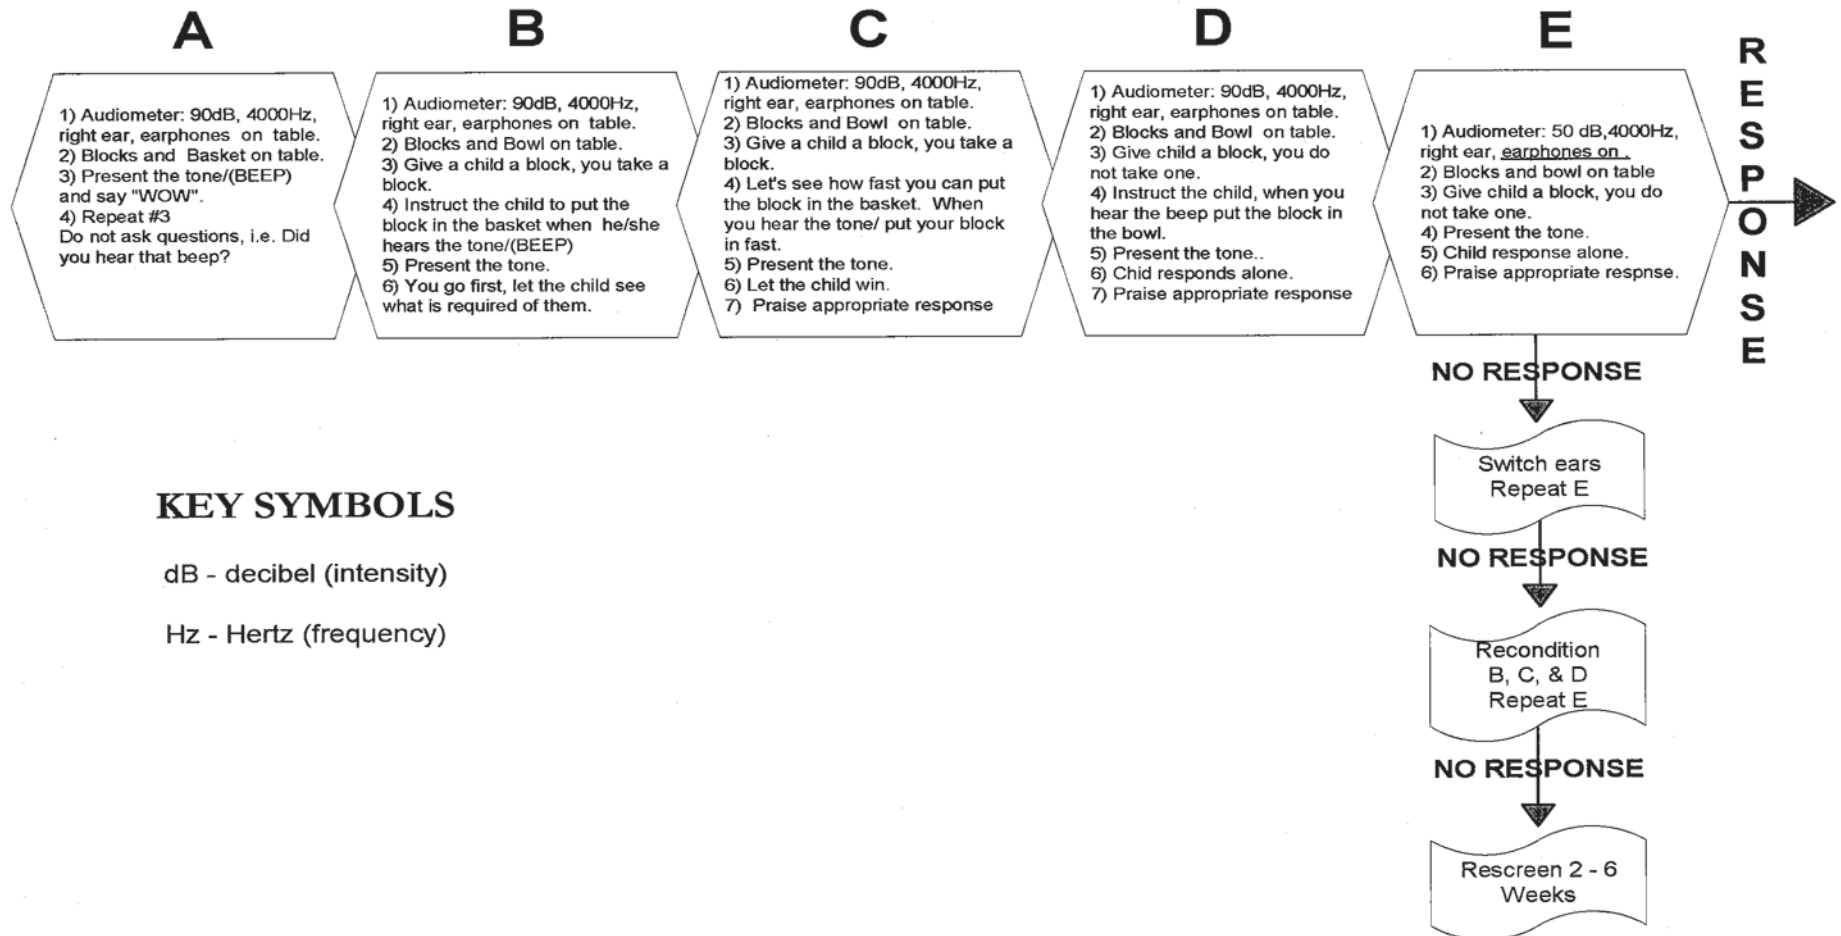 A
1) Audiometer: 90dB, 4000Hz,
right ear, earphones on table.
2) Blocks and Basket on table.
3) Present the tone/(BEEP)
and say "WOW".
4) Repeat #3
Do not ask questions, i.e. Did
you hear that beep?
B
1) Audiometer: 90dB, 4000Hz,
right ear, earphones on table.
2) Blocks and Bowl on table.
3) Give a child a block, you take a
block.
4) Instruct the child to put the
block in the basket when he/she
hears the tone/(BEEP)
5) Present the tone.
6) You go first, let the child see
what is required of them.
C
1) Audiometer: 90dB, 4000Hz,
right ear, earphones on table.
2) Blocks and Bowl on table.
3) Give a child a block, you take a
block.
4) Let's see how fast you can put
the block in the basket. When
you hear the tone/ put your block
in fast.
5) Present the tone.
6) Let the child win.
7) Praise appropriate response
D
1) Audiometer: 90dB, 4000Hz,
right ear, earphones on table.
2) Blocks and Bowl on table.
3) Give child a block, you do
not take one.
4) Instruct the child, when you
hear the beep put the block in
the bowl.
5) Present the tone..
6) Chid responds alone.
7) Praise appropriate response
E
1) Audiometer: 50 dB,4000Hz,
right ear, earphones on .
2) Blocks and bowl on table
3) Give child a block, you do
not take one.
4) Present the tone.
5) Child response alone.
6) Praise appropriate respnse.
RESPONSE
NO RESPONSE
Switch ears
Repeat E
NO RESPONSE
Recondition
B, C, & D
Repeat E
NO RESPONSE
Rescreen 2 - 6
Weeks
KEY SYMBOLS
dB - decibel (intensity)
Hz - Hertz (frequency)